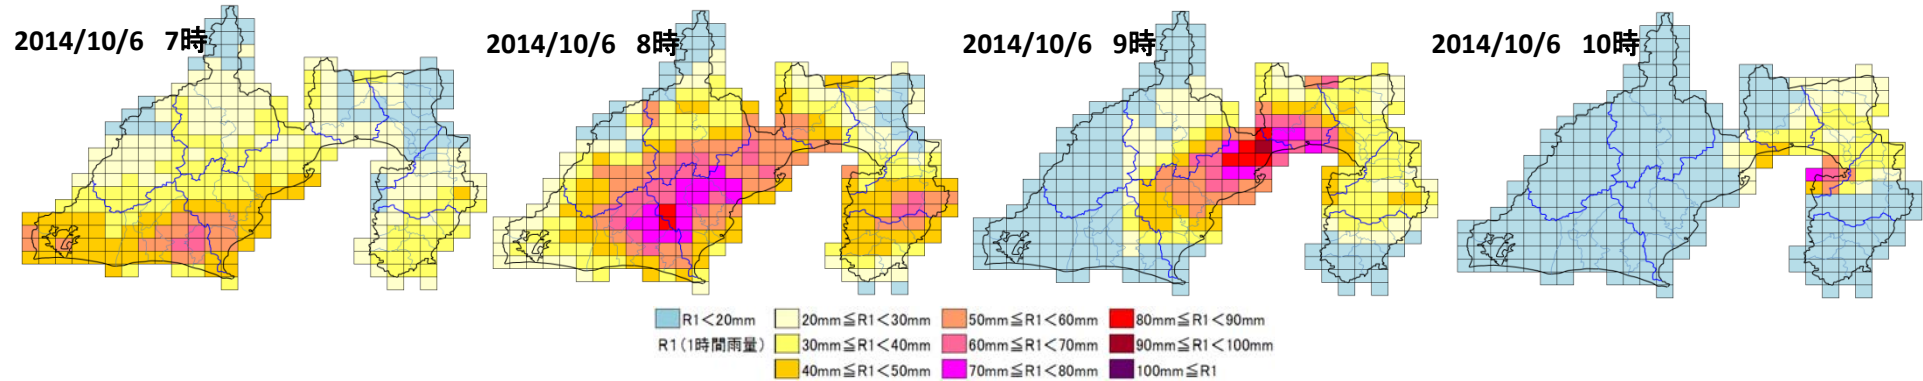 2014/10/6 7時
2014/10/6 8時
2014/10/6 9時
2014/10/6 10時
R1＜20mm
20mm≦R1＜30mm
50mm≦R1＜60mm
80mm≦R1＜90mm
R1（1時間雨量）
30mm≦R1＜40mm
60mm≦R1＜70mm
90mm≦R1＜100mm
40mm≦R1＜50mm
70mm≦R1＜80mm
100mm≦R1